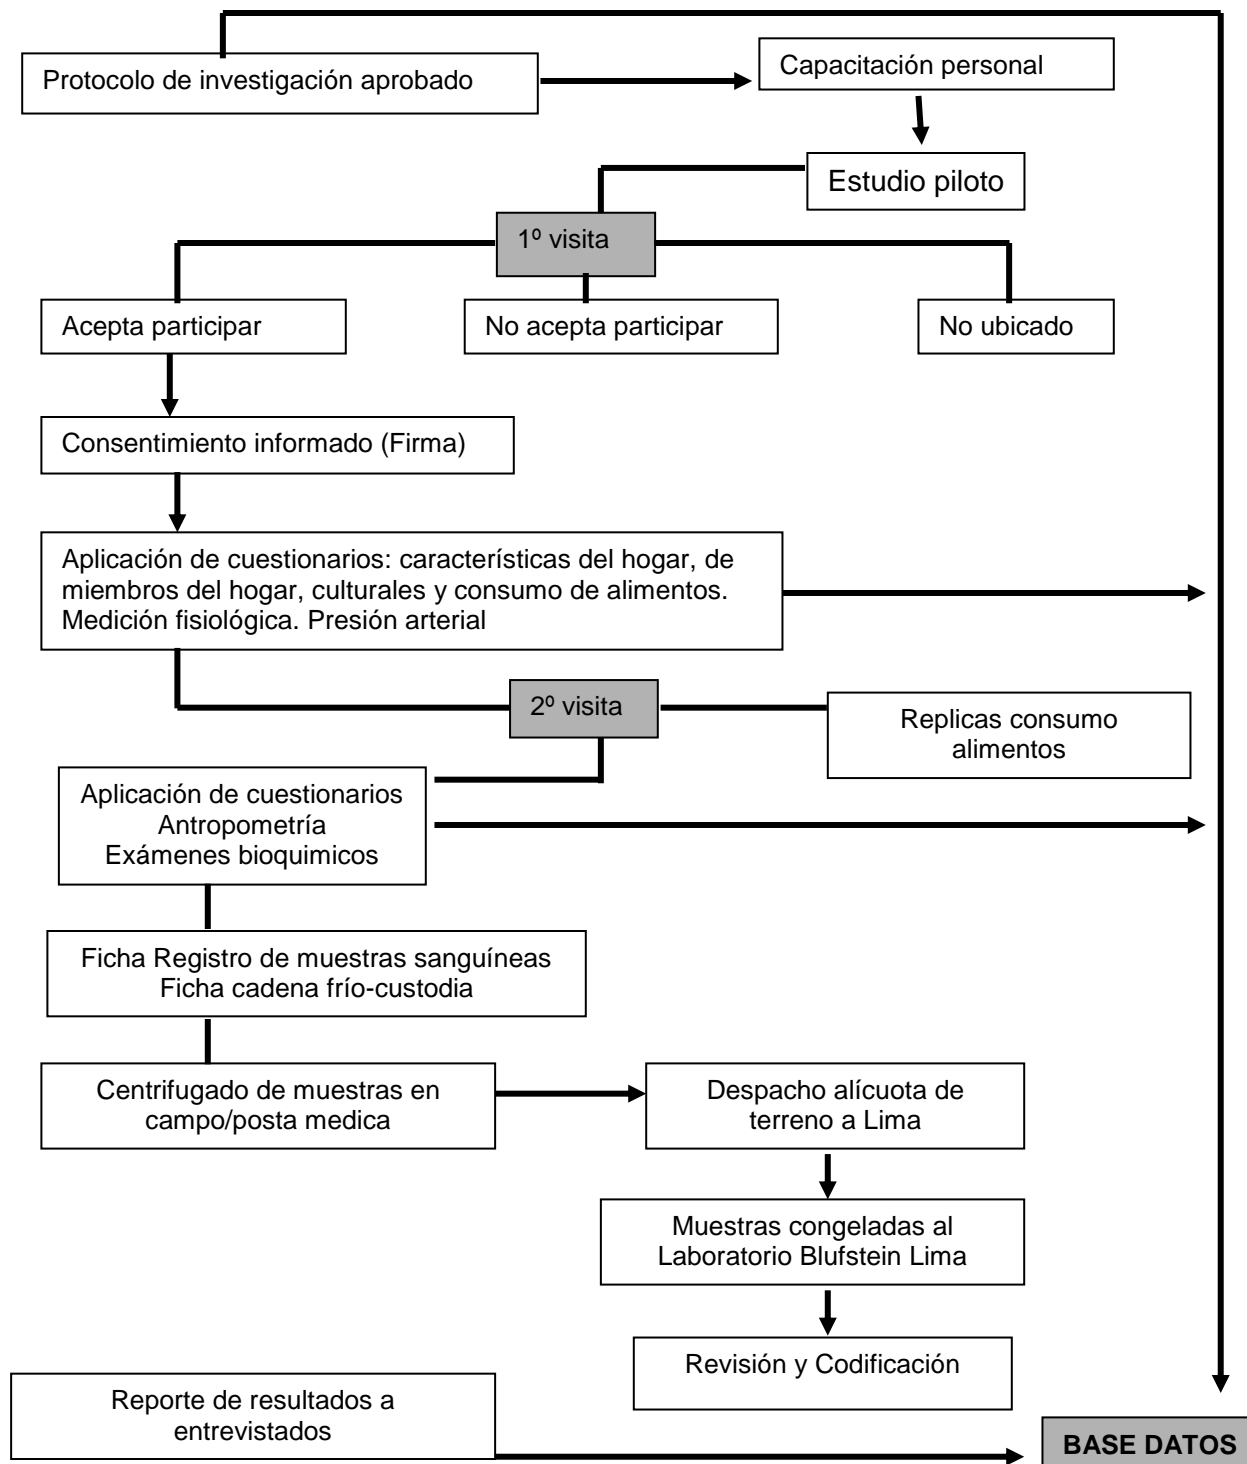 Protocolo de investigación aprobado
Capacitación personal
Estudio piloto
1º visita
Acepta participar
No acepta participar
No ubicado
Consentimiento informado (Firma)
Aplicación de cuestionarios: características del hogar, de
miembros del hogar, culturales y consumo de alimentos.
Medición fisiológica. Presión arterial
2º visita
Replicas consumo
alimentos
Aplicación de cuestionarios
Antropometría
Exámenes bioquimicos
Ficha Registro de muestras sanguíneas
Ficha cadena frío-custodia
Centrifugado de muestras en
campo/posta medica
Despacho alícuota de
terreno a Lima
Muestras congeladas al
Laboratorio Blufstein Lima
Revisión y Codificación
Reporte de resultados a
entrevistados
BASE DATOS